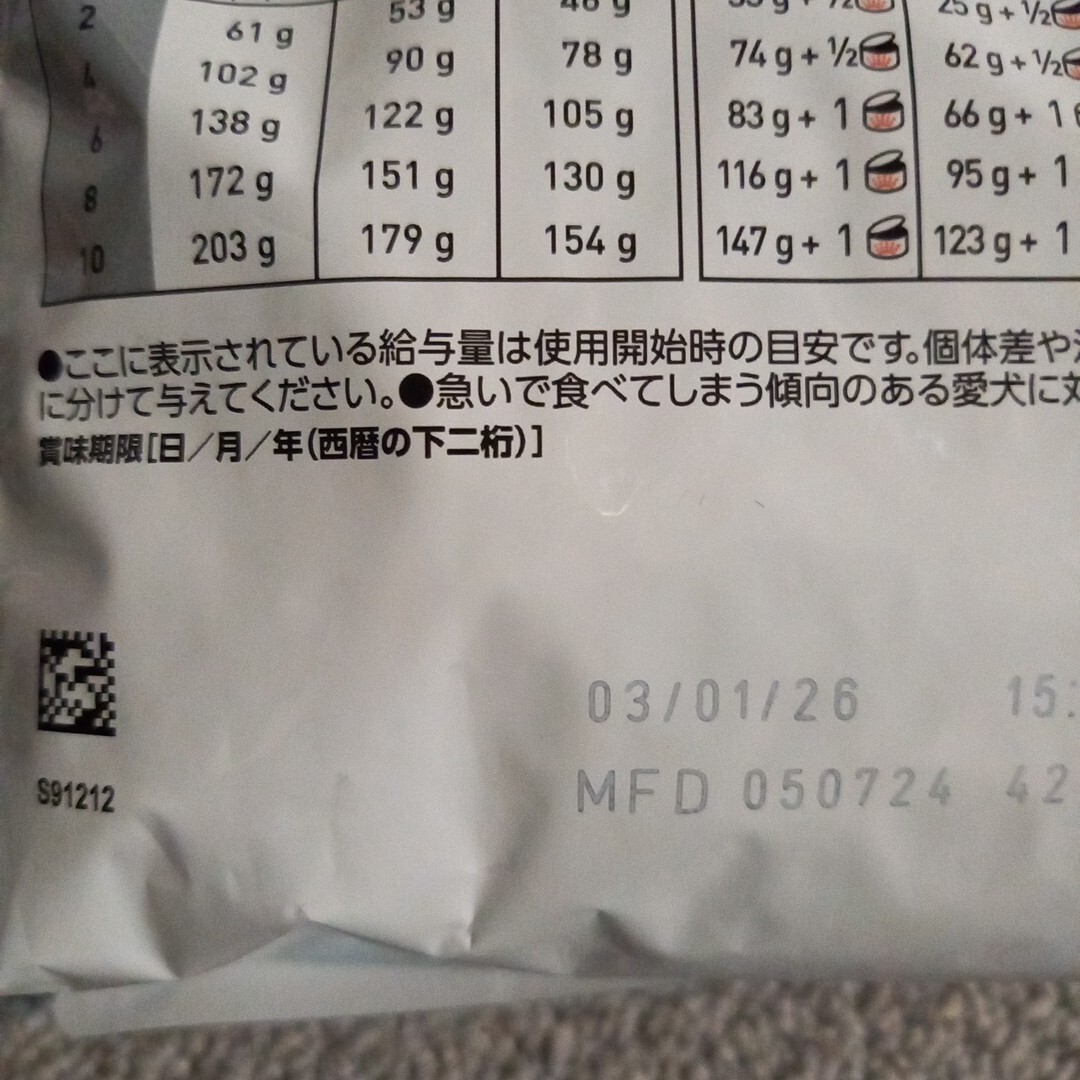 2 61 g 53 g
4 102 g 90 g 78 g 74 g + ½ 62 g + ½
6 138 g 122 g 105 g 83 g + 1 66 g + 1
8 172 g 151 g 130 g 116 g + 1 95 g + 1
10 203 g 179 g 154 g 147 g + 1 123 g + 1
●ここに表示されている給与量は使用開始時の目安です。個体差や
に分けて与えてください。●急いで食べてしまう傾向のある愛犬に対
賞味期限[日/月/年(西暦の下二桁)]
03/01/26 15:
MFD 050724 42
S91212